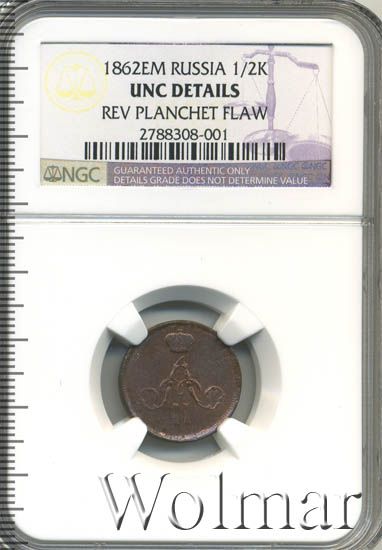 1862EM RUSSIA 1/2K
UNC DETAILS
REV PLANCHET FLAW
2788308-001
NGC
GUARANTEED AUTHENTIC ONLY
DETAILS GRADE DOES NOT DETERMINE VALUE
Wolmar